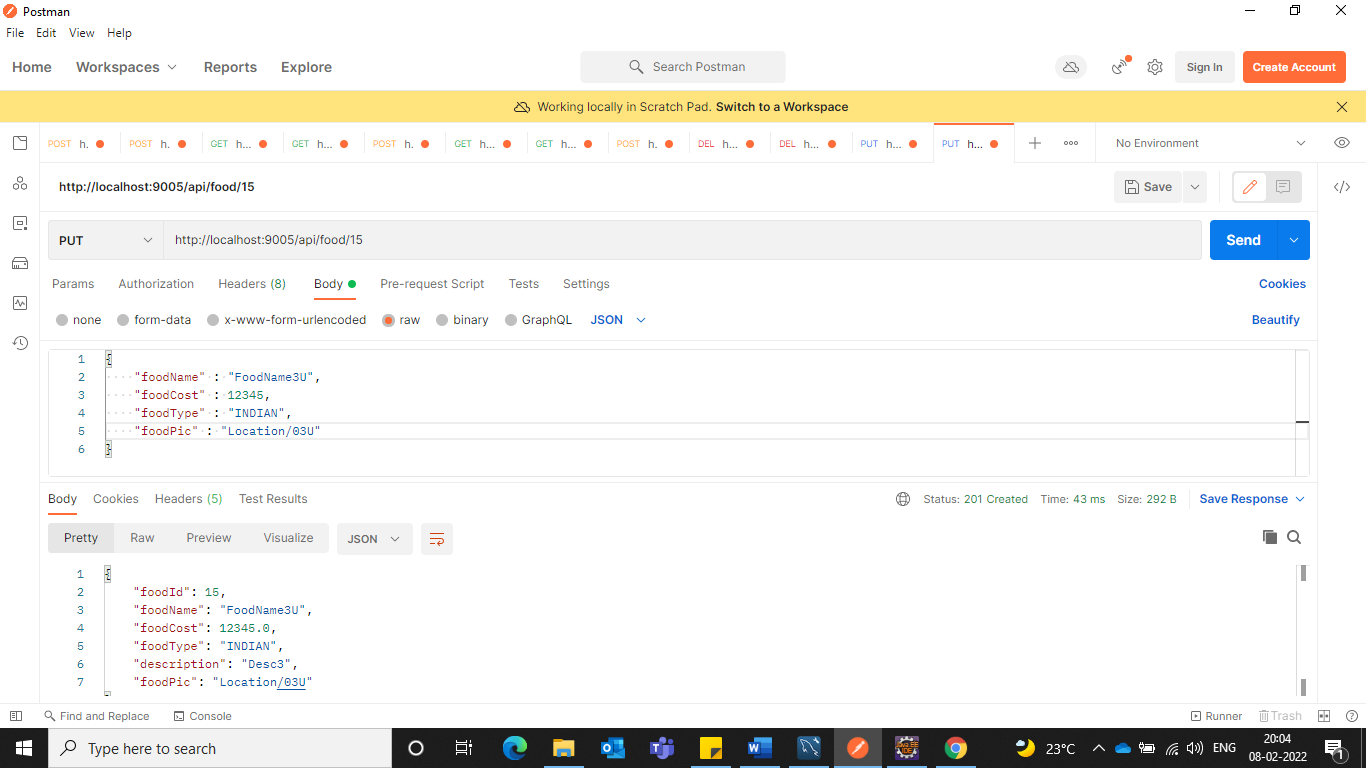 Postman
File Edit View Help
Home Workspaces Reports Explore Search Postman Sign In Create Account
Working locally in Scratch Pad. Switch to a Workspace
POST h. POST h. GET h... GET h... POST h. GET h... GET h... POST h. DEL h... DEL h... PUT h... PUT h... No Environment
http://localhost:9005/api/food/15 Save
PUT http://localhost:9005/api/food/15 Send
Params Authorization Headers (8) Body Pre-request Script Tests Settings Cookies
none form-data x-www-form-urlencoded raw binary GraphQL JSON Beautify
1 {
2 "foodName" : "FoodName3U",
3 "foodCost" : 12345,
4 "foodType" : "INDIAN",
5 "foodPic" : "Location/03U"
6 }
Body Cookies Headers (5) Test Results Status: 201 Created Time: 43 ms Size: 292 B Save Response
Pretty Raw Preview Visualize JSON
1 {
2 "foodId": 15,
3 "foodName": "FoodName3U",
4 "foodCost": 12345.0,
5 "foodType": "INDIAN",
6 "description": "Desc3",
7 "foodPic": "Location/03U"
Find and Replace Console Runner Trash
Type here to search 23°C ENG 20:04
08-02-2022 1